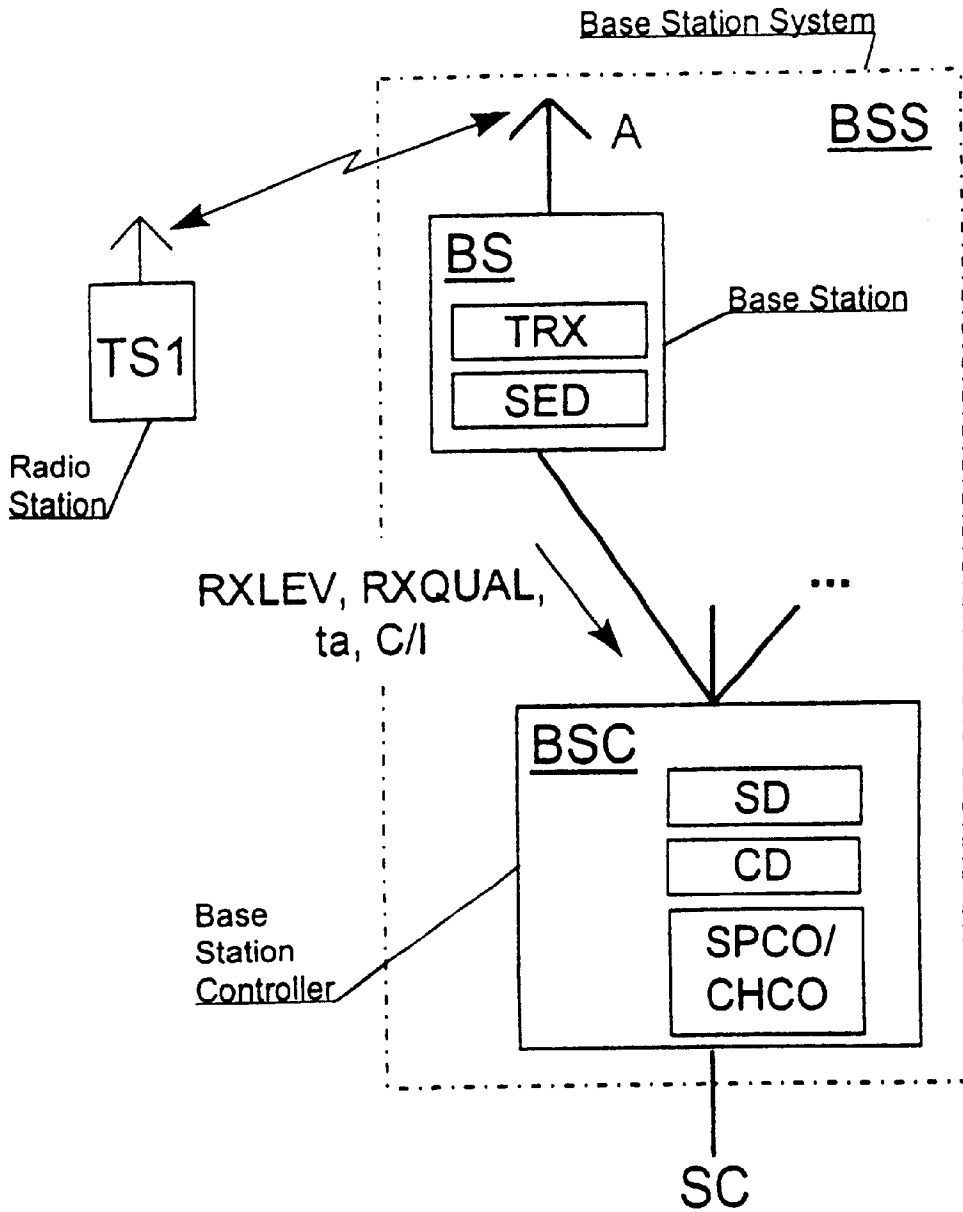 Base Station System
BSS
A
BS
TRX
SED
Base Station
TS1
Radio
Station
RXLEV, RXQUAL,
ta, C/I
...
BSC
SD
CD
SPCO/
CHCO
Base
Station
Controller
SC